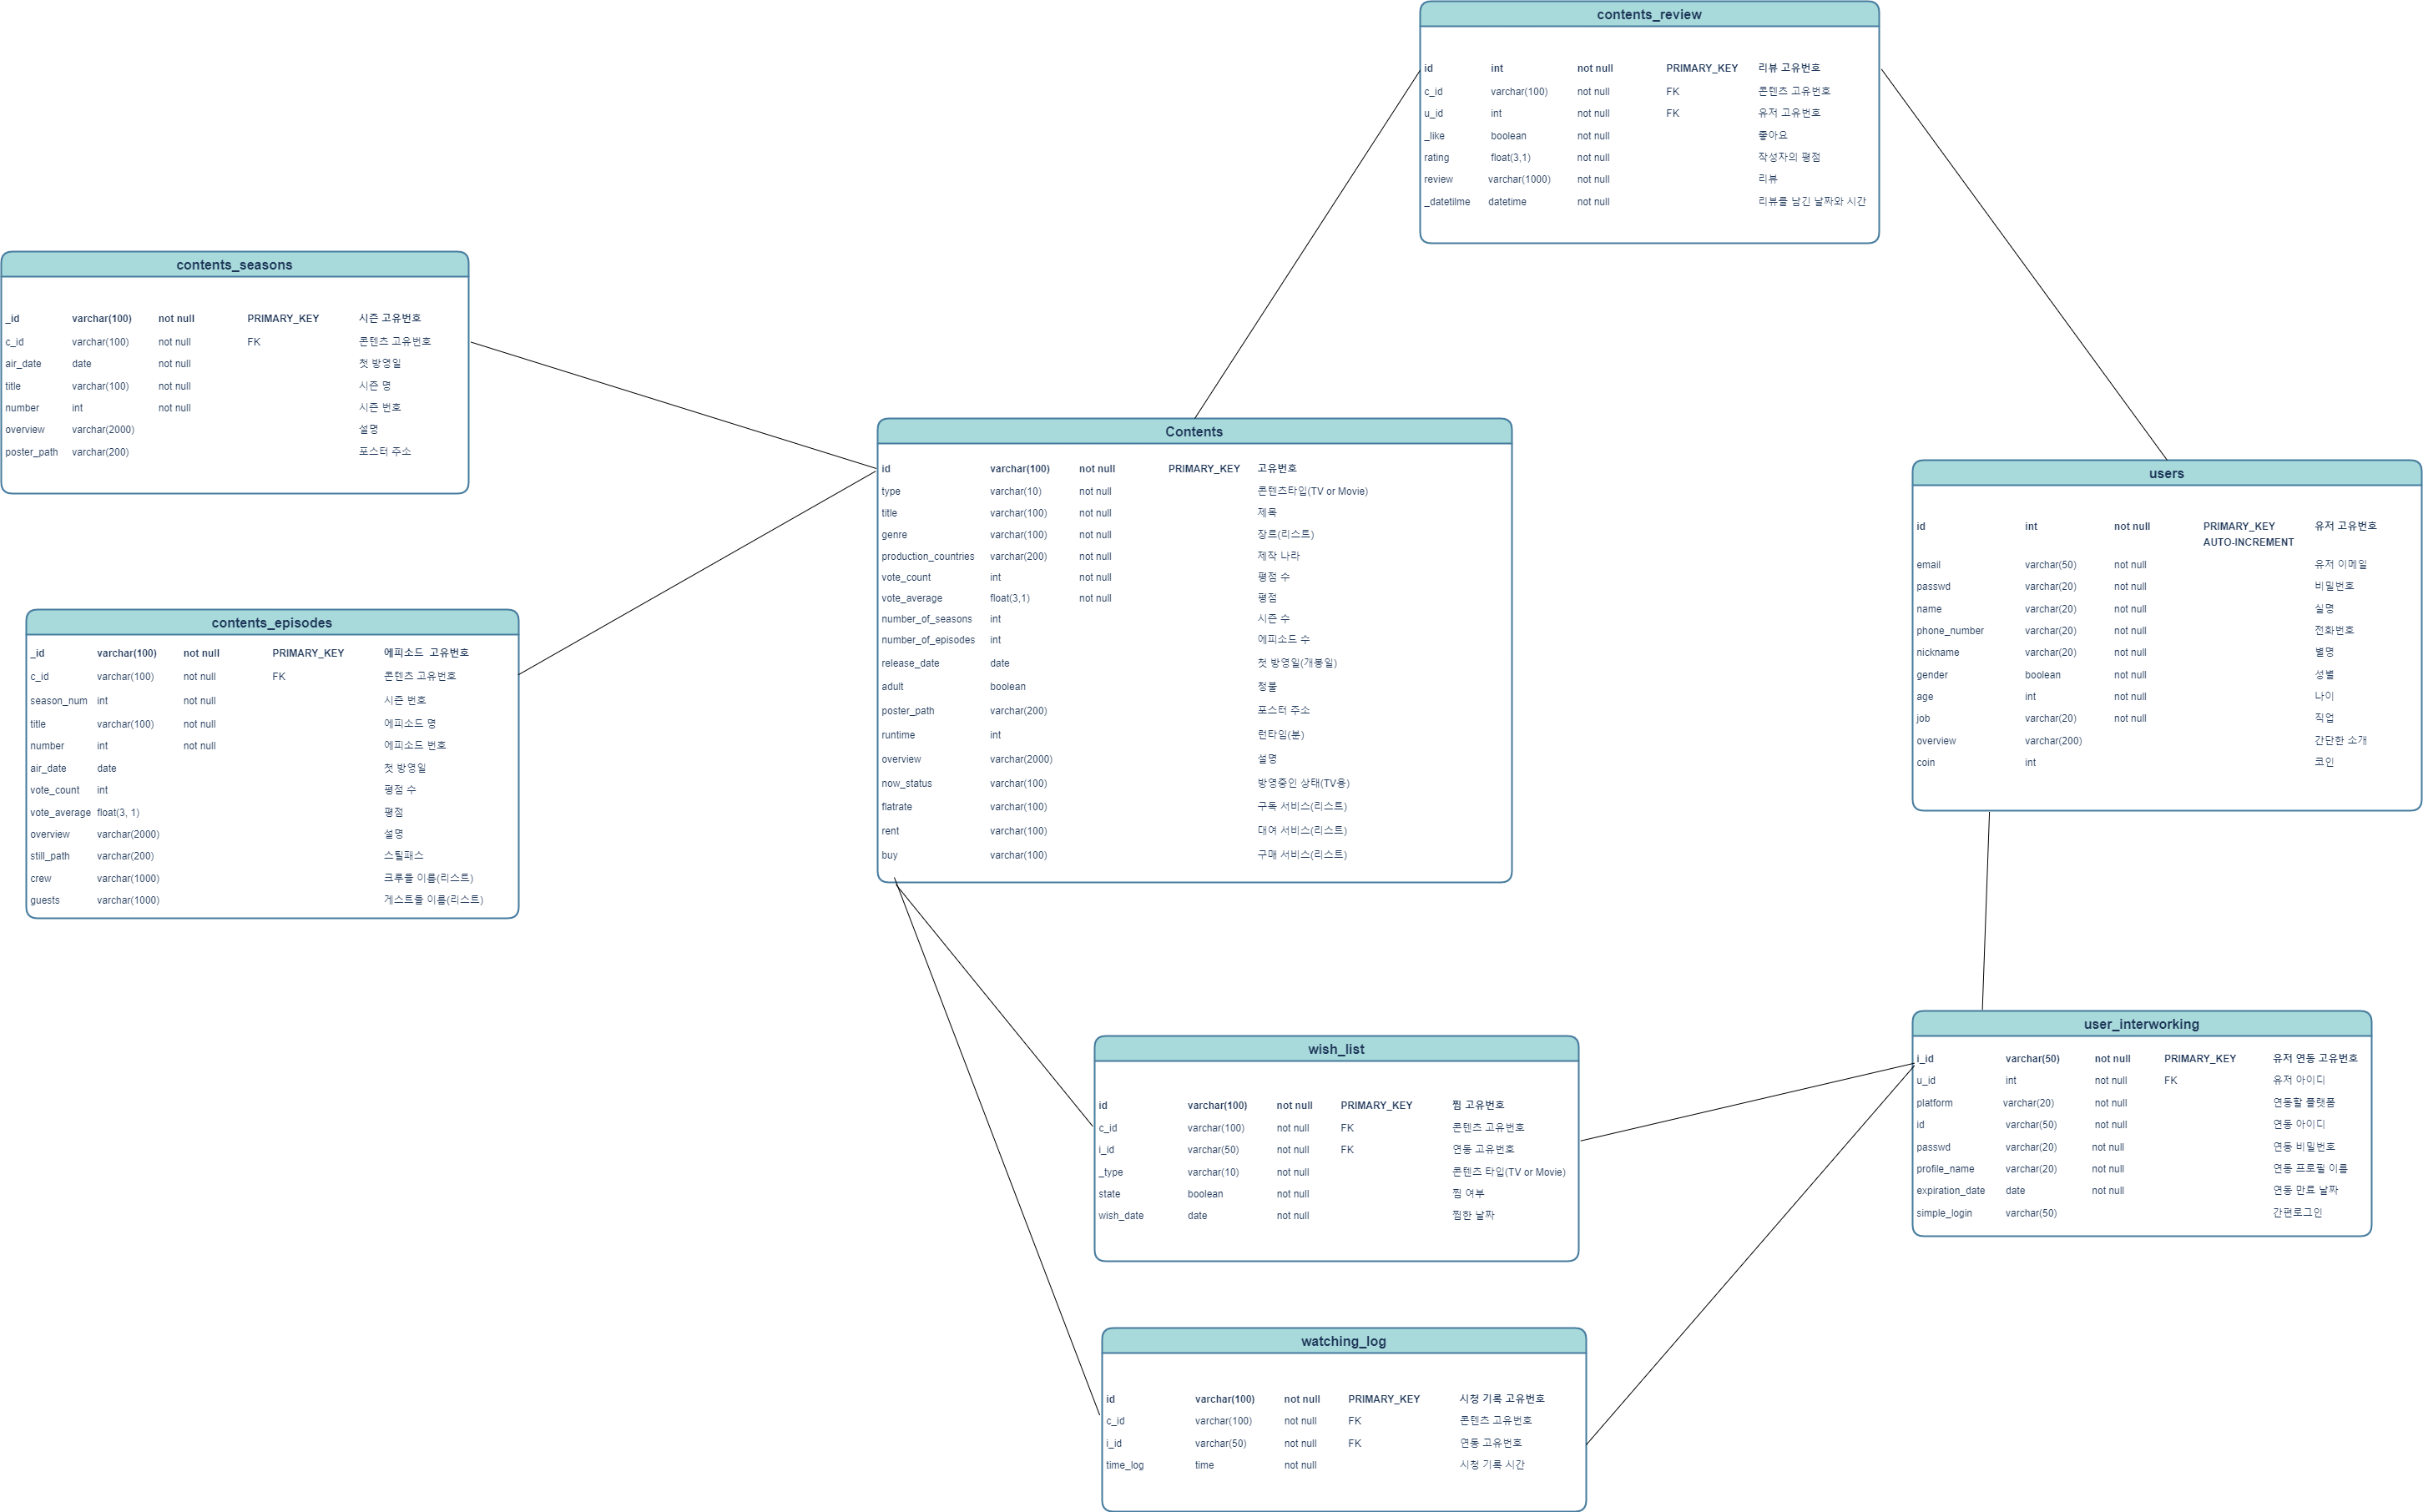 contents_review
id int not null PRIMARY_KEY 리뷰 고유번호
c_id varchar(100) not null FK 콘텐츠 고유번호
u_id int not null FK 유저 고유번호
_like boolean not null 좋아요
rating float(3,1) not null 작성자의 평점
review varchar(1000) not null 리뷰
_datetilme datetime not null 리뷰를 남긴 날짜와 시간
contents_seasons
_id varchar(100) not null PRIMARY_KEY 시즌 고유번호
c_id varchar(100) not null FK 콘텐츠 고유번호
air_date date not null 첫 방영일
title varchar(100) not null 시즌 명
number int not null 시즌 번호
overview varchar(2000) 설명
poster_path varchar(200) 포스터 주소
Contents
id varchar(100) not null PRIMARY_KEY 고유번호
type varchar(10) not null 콘텐츠타입(TV or Movie)
title varchar(100) not null 제목
genre varchar(100) not null 장르(리스트)
production_countries varchar(200) not null 제작 나라
vote_count int not null 평점 수
vote_average float(3,1) not null 평점
number_of_seasons int 시즌 수
number_of_episodes int 에피소드 수
release_date date 첫 방영일(개봉일)
adult boolean 청불
poster_path varchar(200) 포스터 주소
runtime int 런타임(분)
overview varchar(2000) 설명
now_status varchar(100) 방영중인 상태(TV용)
flatrate varchar(100) 구독 서비스(리스트)
rent varchar(100) 대여 서비스(리스트)
buy varchar(100) 구매 서비스(리스트)
users
id int not null PRIMARY_KEY 유저 고유번호
AUTO-INCREMENT
email varchar(50) not null 유저 이메일
passwd varchar(20) not null 비밀번호
name varchar(20) not null 실명
phone_number varchar(20) not null 전화번호
nickname varchar(20) not null 별명
gender boolean not null 성별
age int not null 나이
job varchar(20) not null 직업
overview varchar(200) 간단한 소개
coin int 코인
contents_episodes
_id varchar(100) not null PRIMARY_KEY 에피소드 고유번호
c_id varchar(100) not null FK 콘텐츠 고유번호
season_num int not null 시즌 번호
title varchar(100) not null 에피소드 명
number int not null 에피소드 번호
air_date date 첫 방영일
vote_count int 평점 수
vote_average float(3, 1) 평점
overview varchar(2000) 설명
still_path varchar(200) 스틸패스
crew varchar(1000) 크루들 이름(리스트)
guests varchar(1000) 게스트들 이름(리스트)
user_interworking
i_id varchar(50) not null PRIMARY_KEY 유저 연동 고유번호
u_id int not null FK 유저 아이디
platform varchar(20) not null 연동할 플랫폼
id varchar(50) not null 연동 아이디
passwd varchar(20) not null 연동 비밀번호
profile_name varchar(20) not null 연동 프로필 이름
expiration_date date not null 연동 만료 날짜
simple_login varchar(50) 간편로그인
wish_list
id varchar(100) not null PRIMARY_KEY 찜 고유번호
c_id varchar(100) not null FK 콘텐츠 고유번호
i_id varchar(50) not null FK 연동 고유번호
_type varchar(10) not null 콘텐츠 타입(TV or Movie)
state boolean not null 찜 여부
wish_date date not null 찜한 날짜
watching_log
id varchar(100) not null PRIMARY_KEY 시청 기록 고유번호
c_id varchar(100) not null FK 콘텐츠 고유번호
i_id varchar(50) not null FK 연동 고유번호
time_log time not null 시청 기록 시간